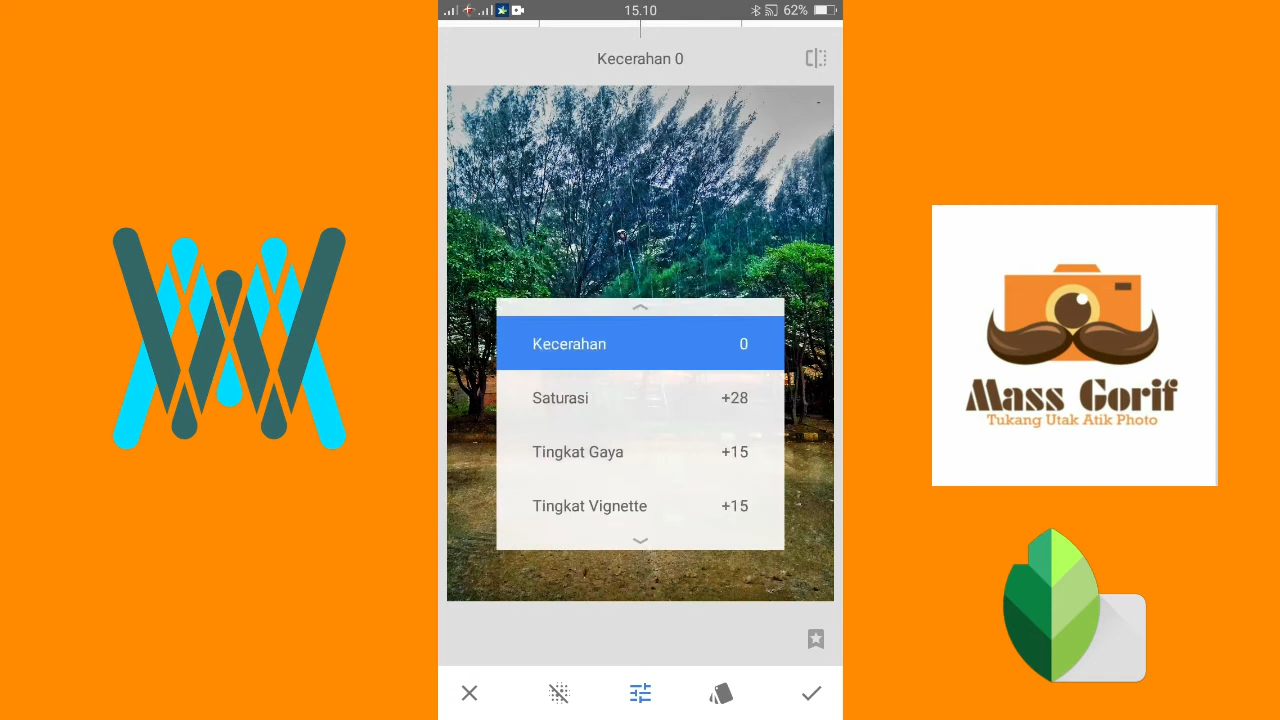 15.10
62%
Kecerahan 0
Kecerahan 0
Saturasi +28
Tingkat Gaya +15
Tingkat Vignette +15
Mass Gorif
Tukang Utak Atik Photo